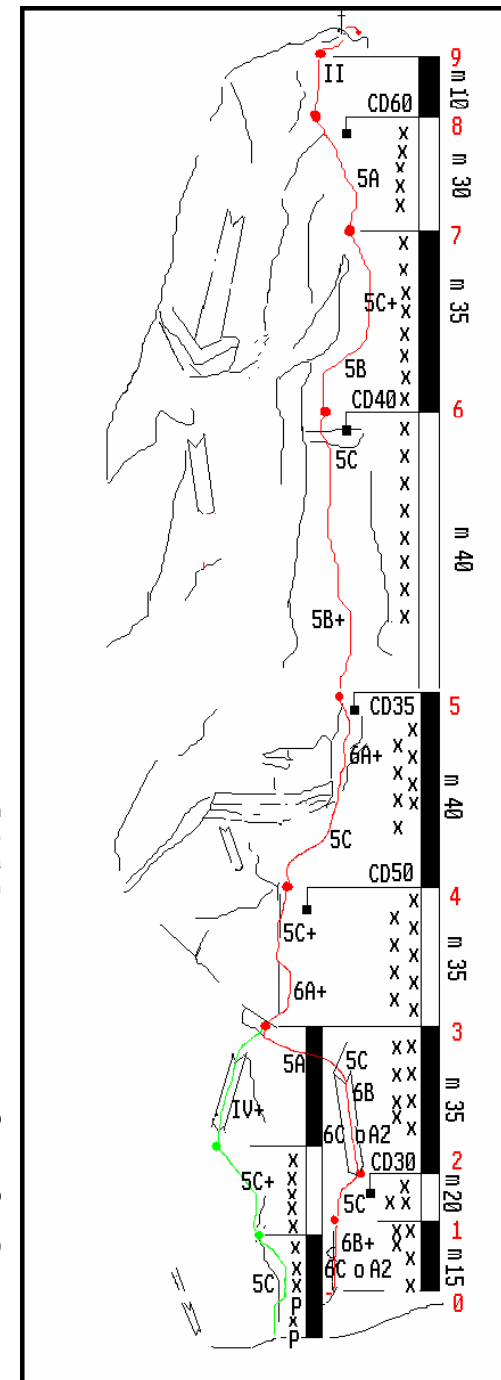 9
II
m 10
CD60
8
X
X
X
X
X
5A
m 30
7
X
X
X
X
X
X
X
X
5C+
m 35
5B
CD40
6
5C
X
X
X
X
X
X
X
X
m 40
5B+
5
CD35
6A+
X
X
X
X
X
X
X
X
m 40
5C
CD50
4
5C+
X
X
X
X
X
X
X
X
m 35
6A+
3
5A
5C
X X
X
X
X X
X
X X
6B
m 35
IV+
6C o A2
CD30
2
5C+
X
X
X
X
X
X
5C
X
X X
m 20
1
6B+
X X
X
X
X
5C
X
X
X
X
P
X
P
6C o A2
m 15
0